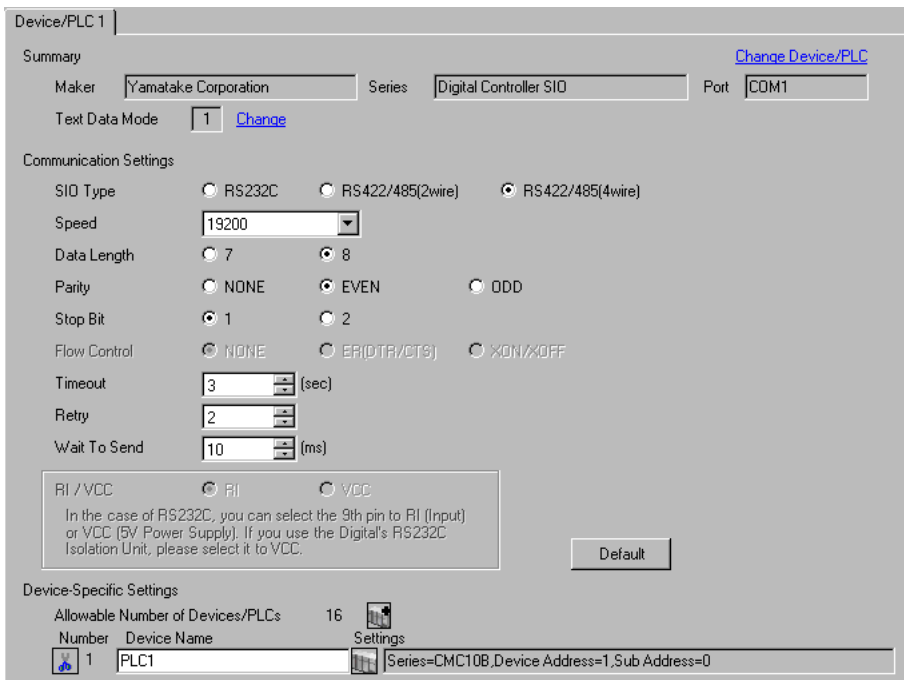 Device/PLC 1
Summary Change Device/PLC
Maker Yamatake Corporation Series Digital Controller SIO Port COM1
Text Data Mode 1 Change
Communication Settings
SIO Type RS232C RS422/485(2wire) RS422/485(4wire)
Speed 19200
Data Length 7 8
Parity NONE EVEN ODD
Stop Bit 1 2
Flow Control NONE ER(DTR/CTS) XON/XOFF
Timeout 3 (sec)
Retry 2
Wait To Send 10 (ms)
RI / VCC RI VCC
In the case of RS232C, you can select the 9th pin to RI (Input)
or VCC (5V Power Supply). If you use the Digital's RS232C
Isolation Unit, please select it to VCC.
Default
Device-Specific Settings
Allowable Number of Devices/PLCs 16
Number Device Name Settings
1 PLC1 Series=CMC10B,Device Address=1,Sub Address=0